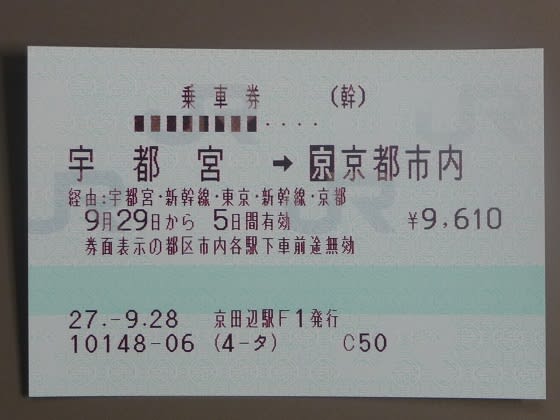 乗車券 (幹)
■■■■■■■■····
宇都宮 → 京京都市内
経由:宇都宮・新幹線・東京・新幹線・京都
9月29日から 5日間有効 ¥9,610
券面表示の都区市内各駅下車前途無効
27.-9.28 京田辺駅F1発行
10148-06 (4-タ) C50